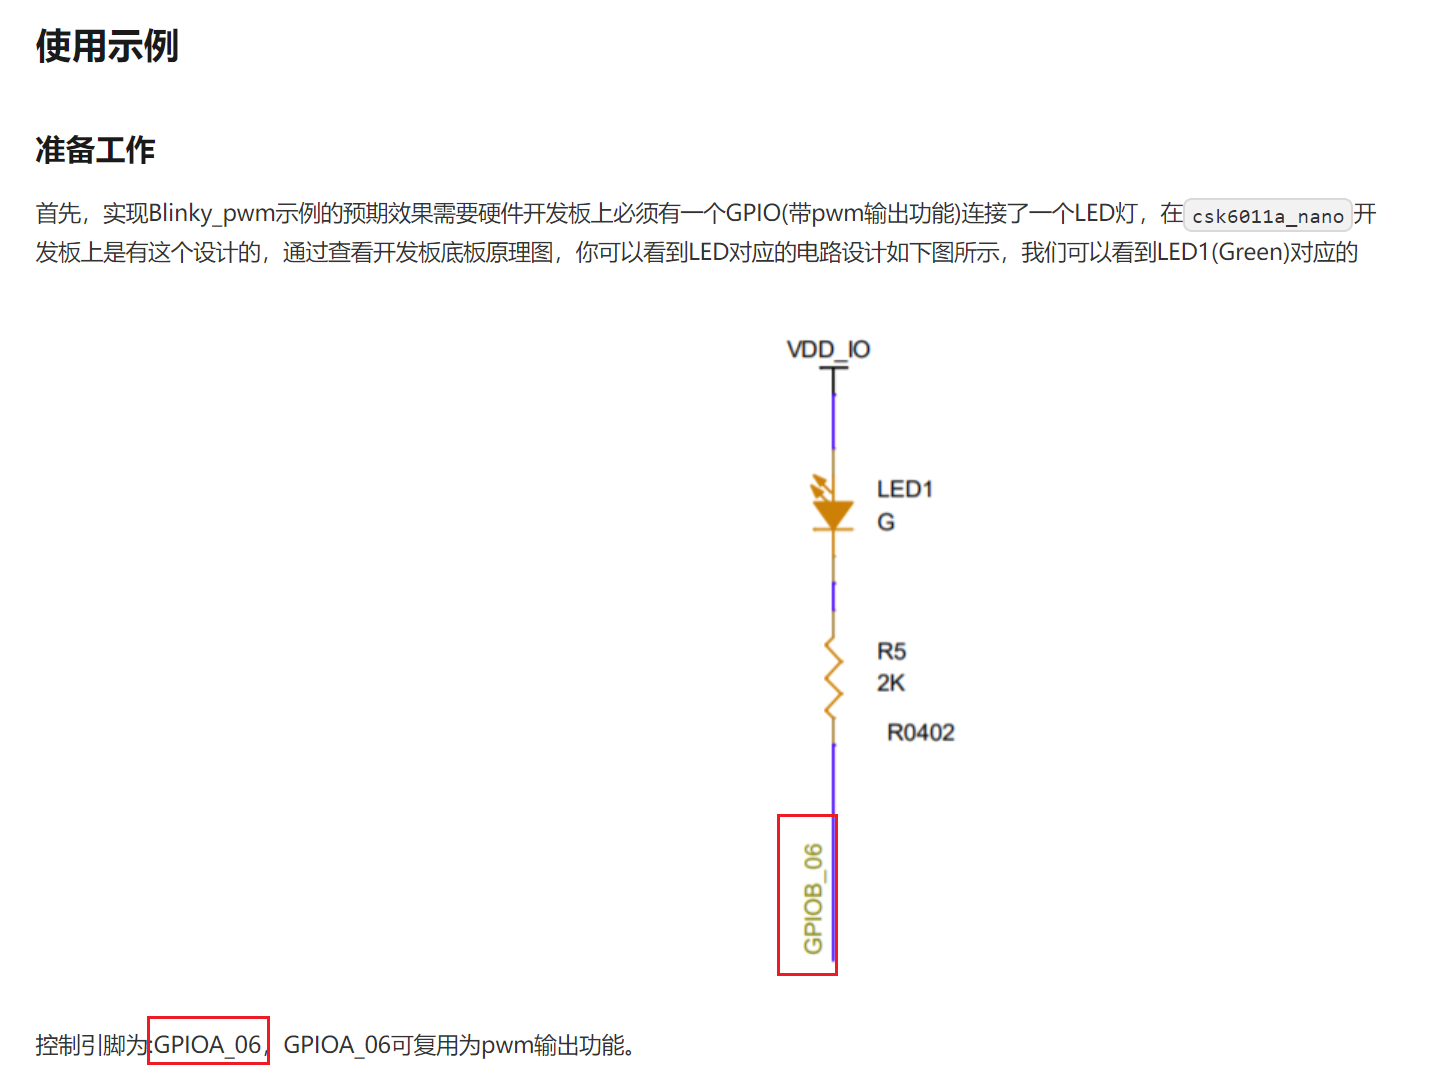 使用示例
准备工作
首先，实现Blinky_pwm示例的预期效果需要硬件开发板上必须有一个GPIO(带pwm输出功能)连接了一个LED灯，在csk6011a_nano开
发板上是有这个设计的，通过查看开发板底板原理图，你可以看到LED对应的电路设计如下图所示，我们可以看到LED1(Green)对应的
VDD_IO
LED1
G
R5
2K
R0402
GPIOB_06
控制引脚为:GPIOA_06，GPIOA_06可复用为pwm输出功能。